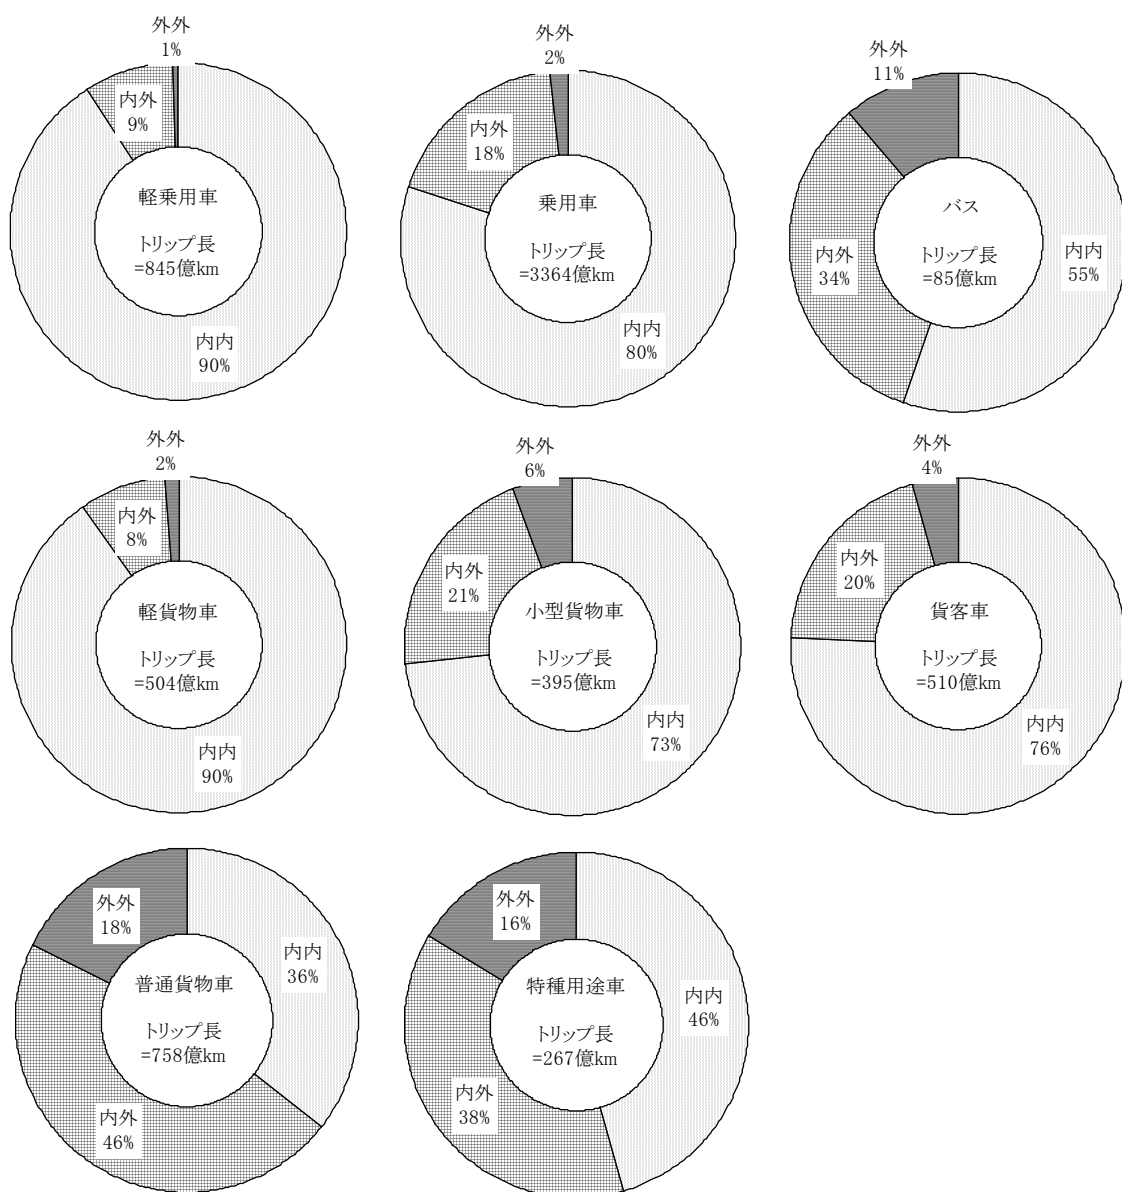 外外
1%
内外
9%
軽乗用車
トリップ長
=845億km
内内
90%
外外
2%
内外
18%
乗用車
トリップ長
=3364億km
内内
80%
外外
11%
内外
34%
バス
トリップ長
=85億km
内内
55%
外外
2%
内外
8%
軽貨物車
トリップ長
=504億km
内内
90%
外外
6%
内外
21%
小型貨物車
トリップ長
=395億km
内内
73%
外外
4%
内外
20%
貨客車
トリップ長
=510億km
内内
76%
外外
18%
内内
36%
普通貨物車
トリップ長
=758億km
内外
46%
外外
16%
内内
46%
特種用途車
トリップ長
=267億km
内外
38%